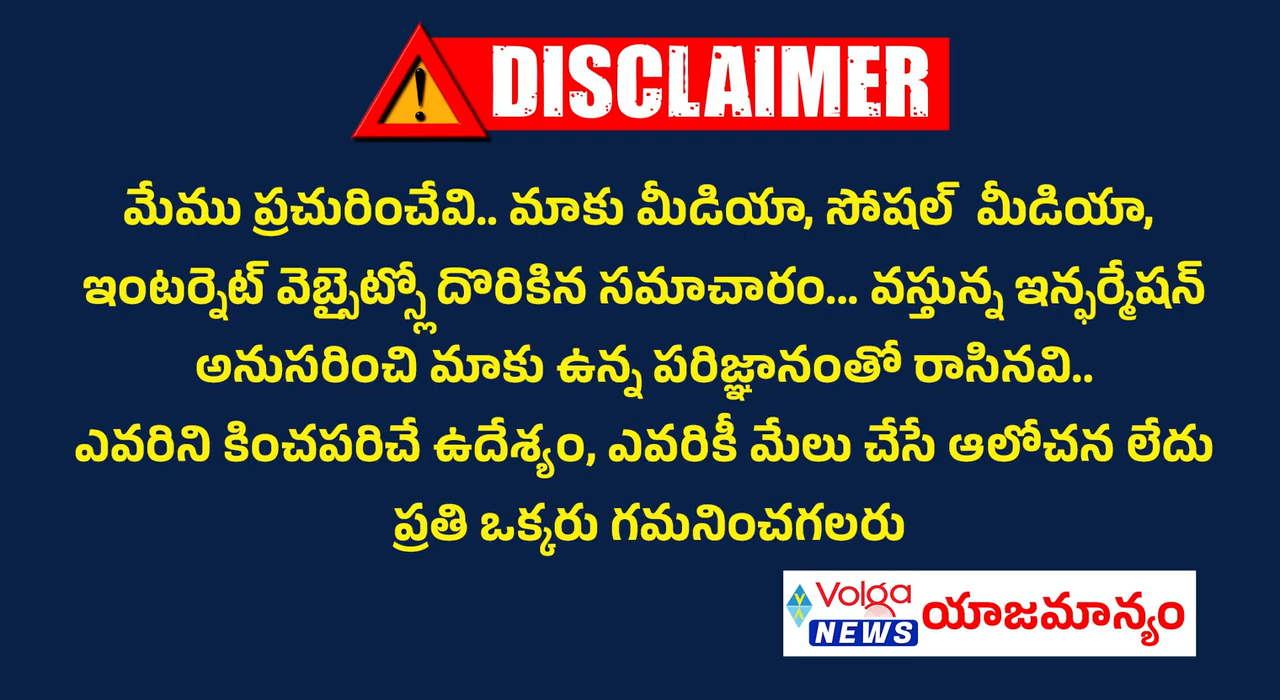 DISCLAIMER
మేము ప్రచురించేవి.. మాకు మీడియా, సోషల్ మీడియా,
ఇంటర్నెట్ వెబ్సైట్స్లో దొరికిన సమాచారం... వస్తున్న ఇన్ఫర్మేషన్
అనుసరించి మాకు ఉన్న పరిజ్ఞానంతో రాసినవి..
ఎవరిని కించపరిచే ఉదేశ్యం, ఎవరికీ మేలు చేసే ఆలోచన లేదు
ప్రతి ఒక్కరు గమనించగలరు
Volga
NEWS యాజమాన్యం